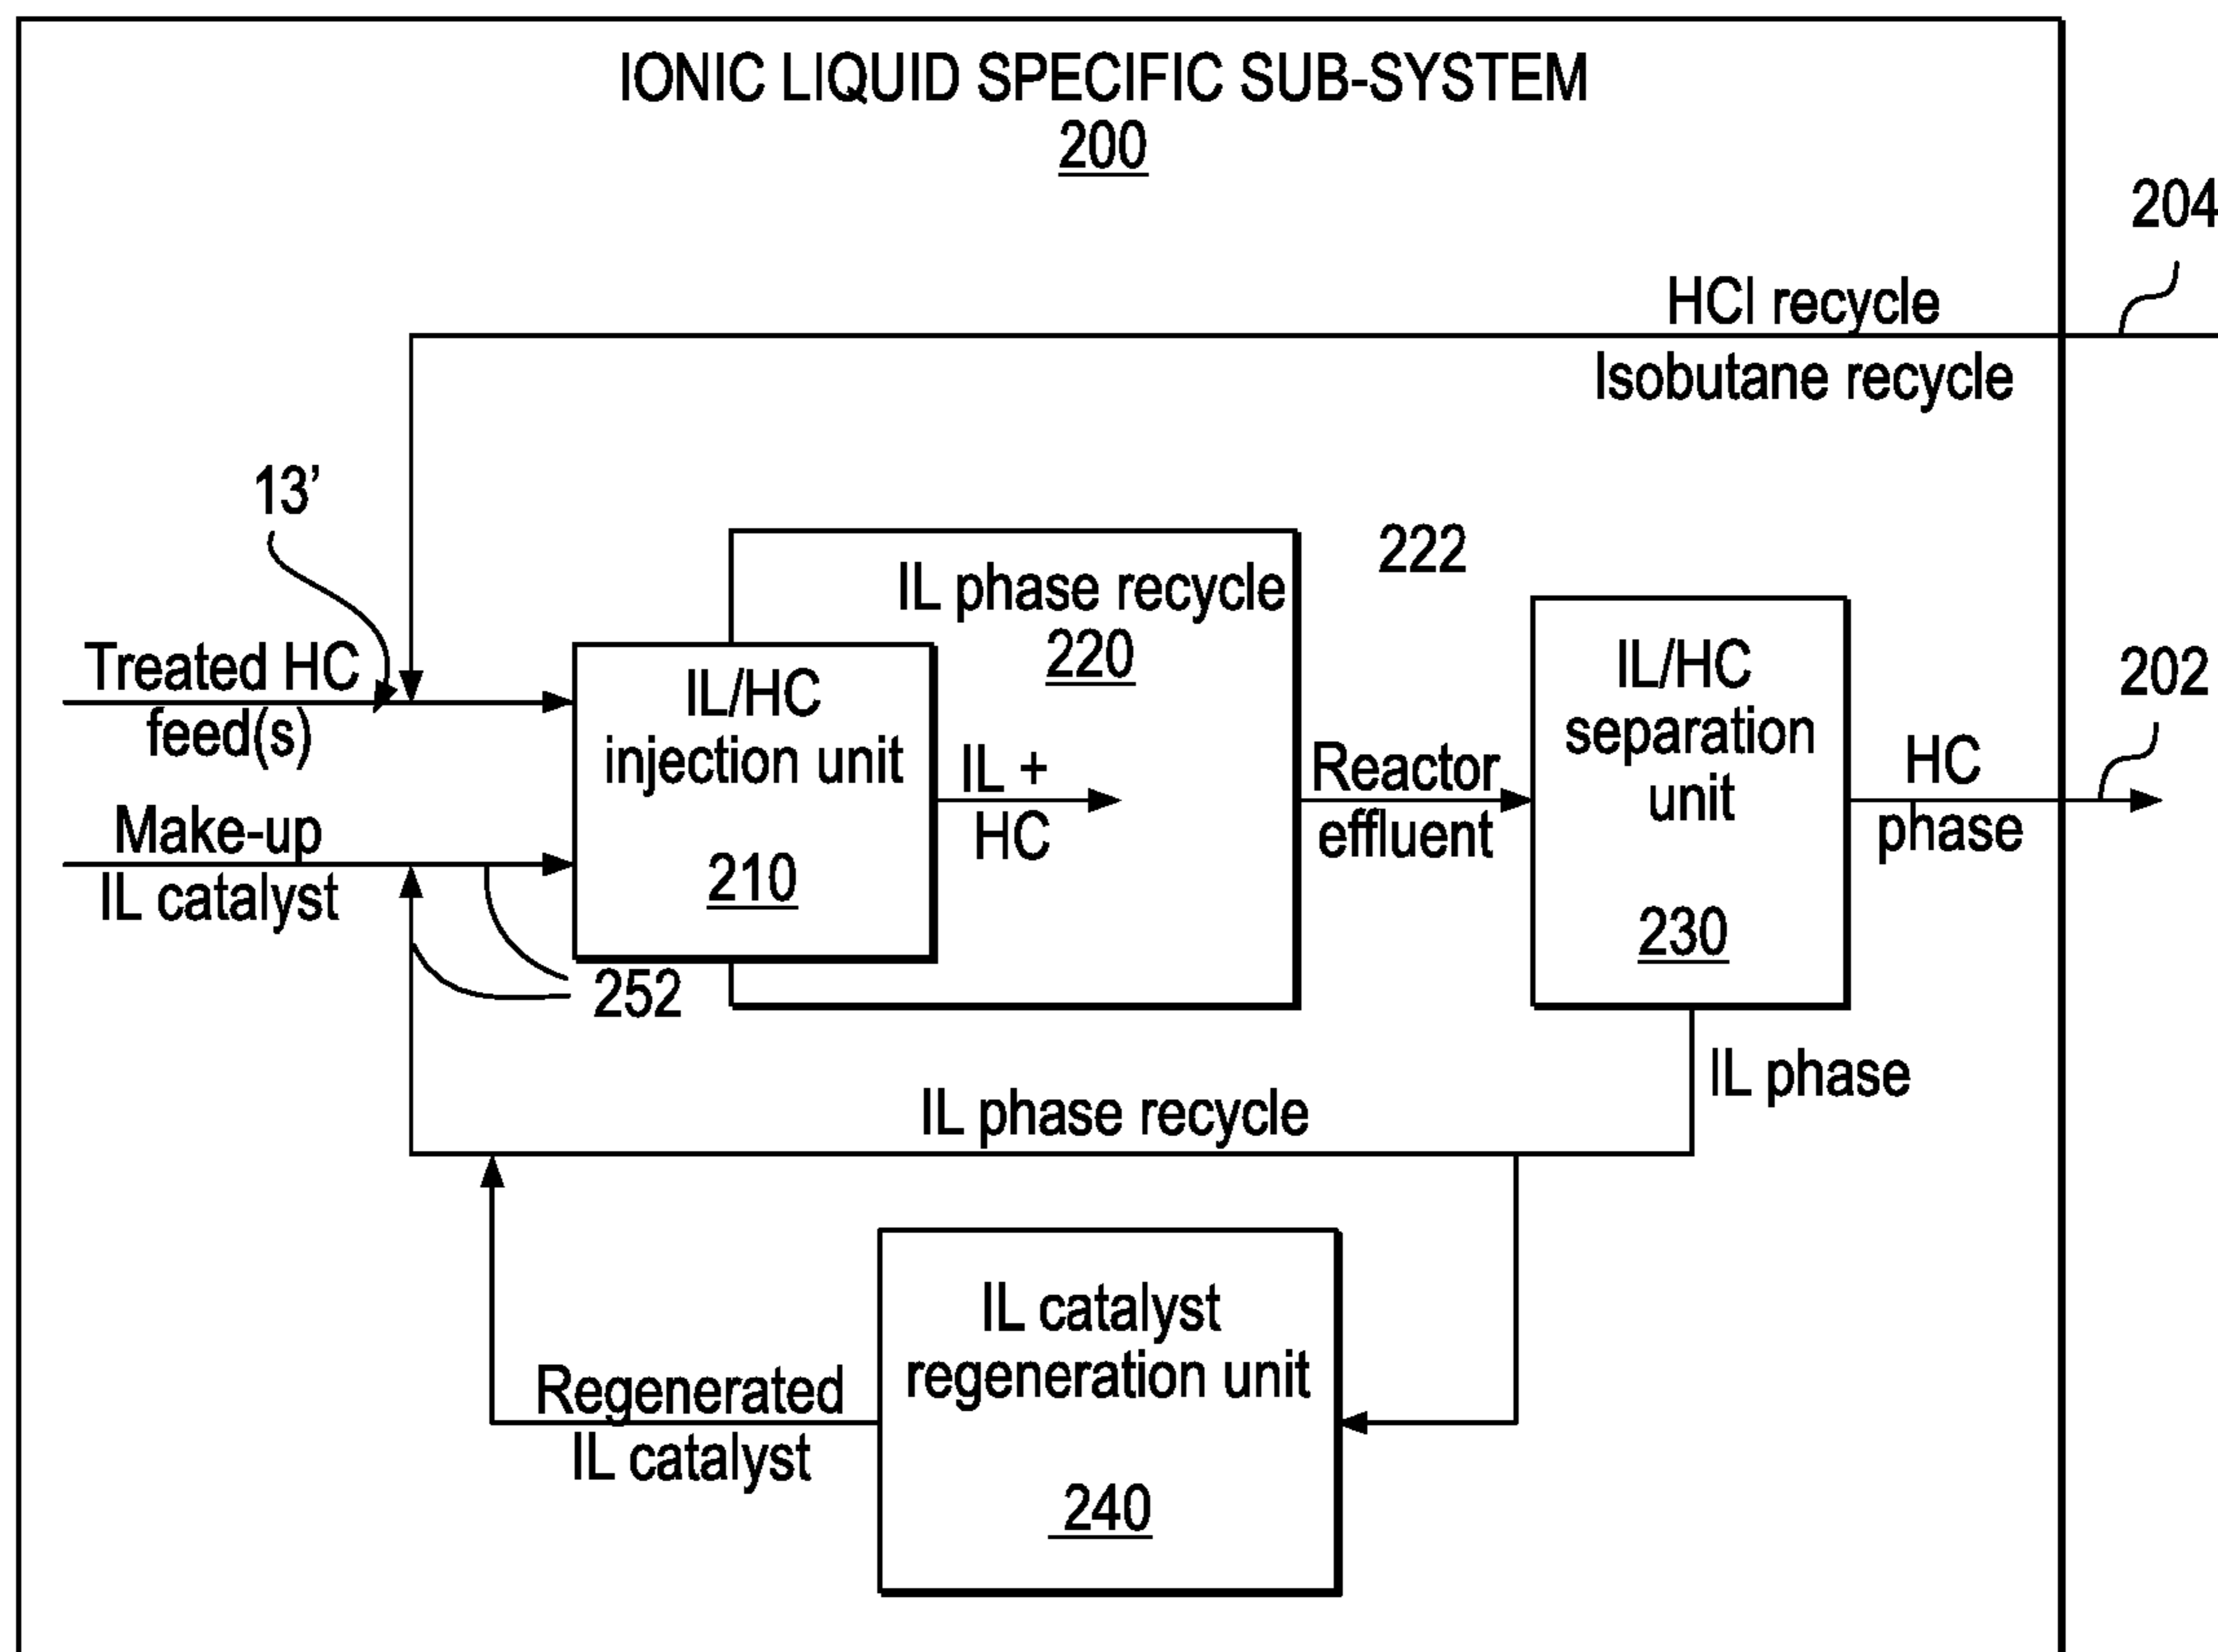 IONIC LIQUID SPECIFIC SUB-SYSTEM
200
204
HCl recycle
Isobutane recycle
13’
222
IL phase recycle
220
Treated HC
feed(s)
IL/HC
injection unit
210
IL +
HC
Reactor
effluent
IL/HC
separation
unit
230
HC
phase
202
Make-up
IL catalyst
252
IL phase
IL phase recycle
IL catalyst
regeneration unit
240
Regenerated
IL catalyst